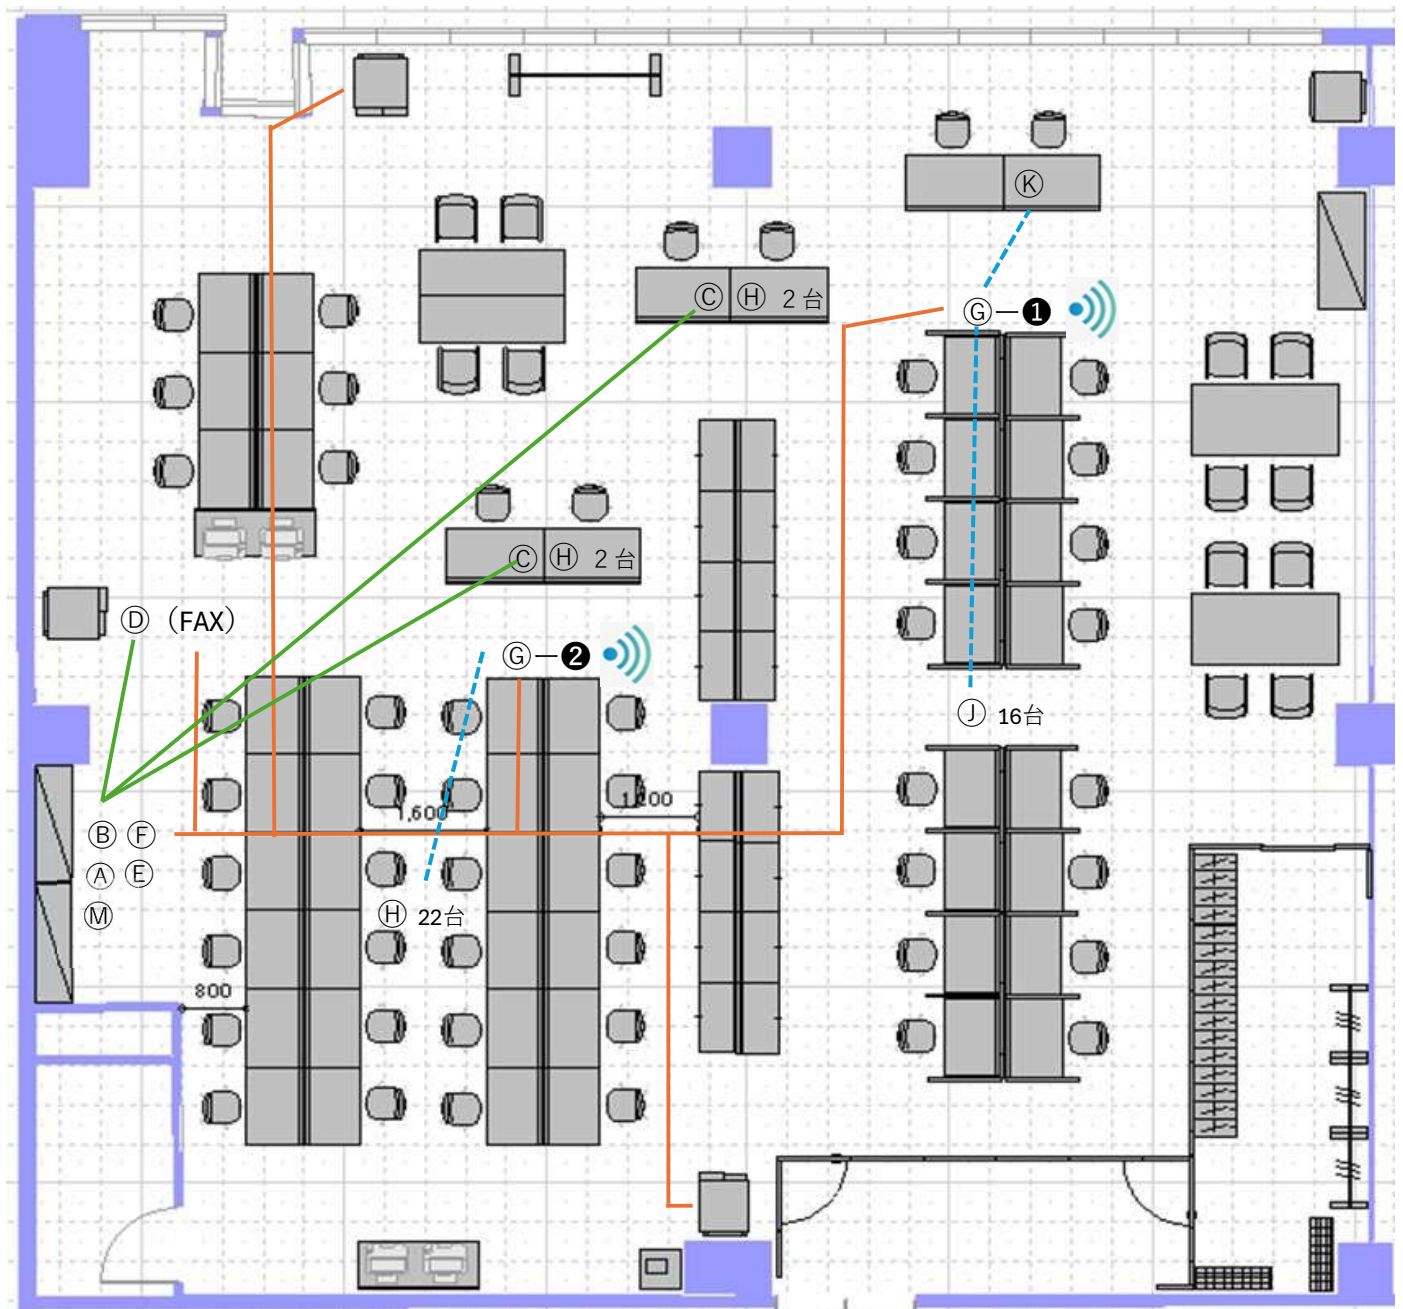 Ⓚ
Ⓒ Ⓗ 2台
Ⓖ―❶
Ⓒ Ⓗ 2台
Ⓓ（FAX）
Ⓖ―❷
Ⓙ 16台
1,600
1,200
Ⓑ Ⓕ
Ⓐ Ⓔ
Ⓜ
Ⓗ 22台
800